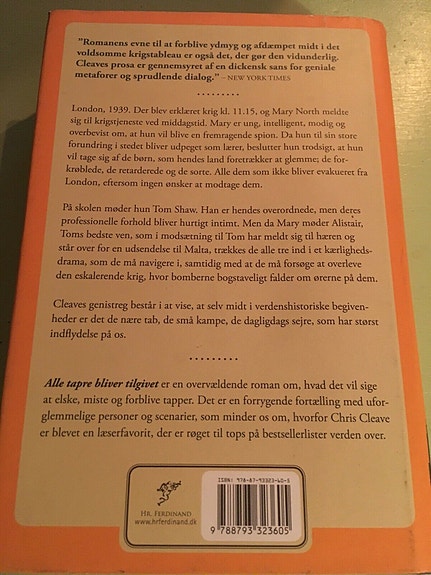 "Romanens evne til at forblive ydmyg og afdæmpet midt i det
voldsomme krigstableau er også det, der gør den vidunderlig.
Cleaves prosa er gennemsyret af en dickensk sans for geniale
metaforer og sprudlende dialog." – NEW YORK TIMES
London, 1939. Der blev erklæret krig kl. 11.15, og Mary North meldte
sig til krigstjeneste ved middagstid. Mary er ung, intelligent, modig og
overbevist om, at hun vil blive en fremragende spion. Da hun til sin store
forundring i stedet bliver udpeget som lærer, beslutter hun trodsigt, at hun
vil tage sig af de børn, som hendes land foretrækker at glemme; de for-
krøblede, de retarderede og de sorte. Alle dem som ikke bliver evakueret fra
London, eftersom ingen ønsker at modtage dem.
På skolen møder hun Tom Shaw. Han er hendes overordnede, men deres
professionelle forhold bliver hurtigt intimt. Men da Mary møder Alistair,
Toms bedste ven, som i modsætning til Tom har meldt sig til hæren og
står over for en udsendelse til Malta, trækkes de alle tre ind i et kærligheds-
drama, som de må navigere i, samtidig med at de må forsøge at overleve
den eskalerende krig, hvor bomberne bogstaveligt falder om ørerne på dem.
Cleaves genistreg består i at vise, at selv midt i verdenshistoriske begiven-
heder er det de nære tab, de små kampe, de dagligdags sejre, som har størst
indflydelse på os.
Alle tapre bliver tilgivet er en overvældende roman om, hvad det vil sige
at elske, miste og forblive tapper. Det er en forrygende fortælling med ufor-
glemmelige personer og scenarier, som minder os om, hvorfor Chris Cleave
er blevet en læserfavorit, der er røget til tops på bestsellerlister verden over.
HR. FERDINAND
www.hrferdinand.dk
ISBN: 978-87-93323-60-5
9 788793 323605